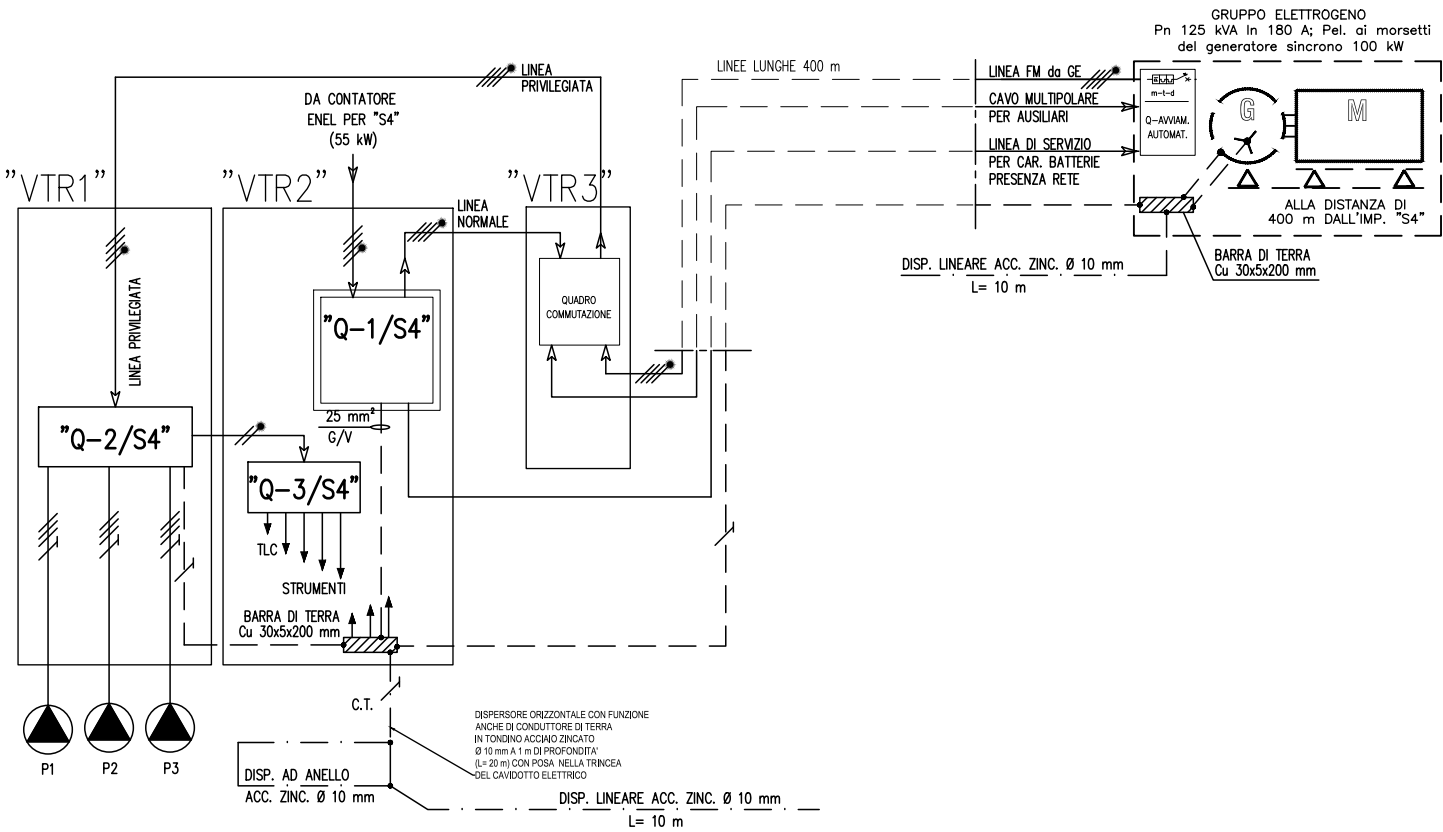 GRUPPO ELETTROGENO
Pn 125 kVA In 180 A; Pel. ai morsetti
del generatore sincrono 100 kW
LINEA
PRIVILEGIATA
LINEE LUNGHE 400 m
LINEA FM da GE
CAVO MULTIPOLARE
PER AUSILIARI
LINEA DI SERVIZIO
PER CAR. BATTERIE
PRESENZA RETE
m-t-d
Q-AVVIAM.
AUTOMAT.
G
M
ALLA DISTANZA DI
400 m DALL'IMP. "S4"
BARRA DI TERRA
Cu 30x5x200 mm
DISP. LINEARE ACC. ZINC. Ø 10 mm
L= 10 m
DA CONTATORE
ENEL PER "S4"
(55 kW)
"VTR1"
"VTR2"
"VTR3"
LINEA
NORMALE
LINEA PRIVILEGIATA
"Q-1/S4"
QUADRO
COMMUTAZIONE
25 mm²
G/V
"Q-2/S4"
"Q-3/S4"
TLC
STRUMENTI
BARRA DI TERRA
Cu 30x5x200 mm
C.T.
P1
P2
P3
DISPERSORE ORIZZONTALE CON FUNZIONE
ANCHE DI CONDUTTORE DI TERRA
IN TONDINO ACCIAIO ZINCATO
Ø 10 mm A 1 m DI PROFONDITA'
(L= 20 m) CON POSA NELLA TRINCEA
DEL CAVIDOTTO ELETTRICO
DISP. AD ANELLO
ACC. ZINC. Ø 10 mm
DISP. LINEARE ACC. ZINC. Ø 10 mm
L= 10 m